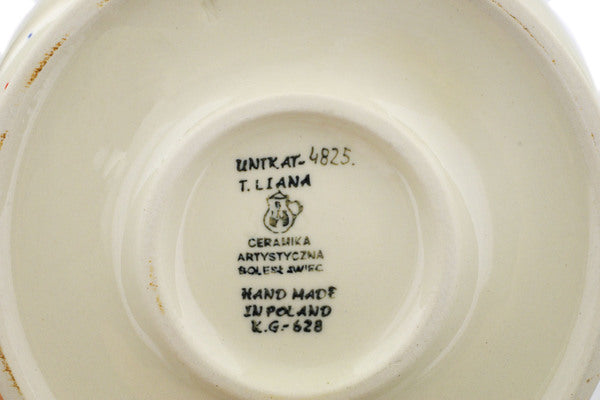 UNIKAT-4825.
T. LIANA
CERAMIKA
ARTYSTYCZNA
BOLESŁAWIEC
HAND MADE
IN POLAND
K.G.-628